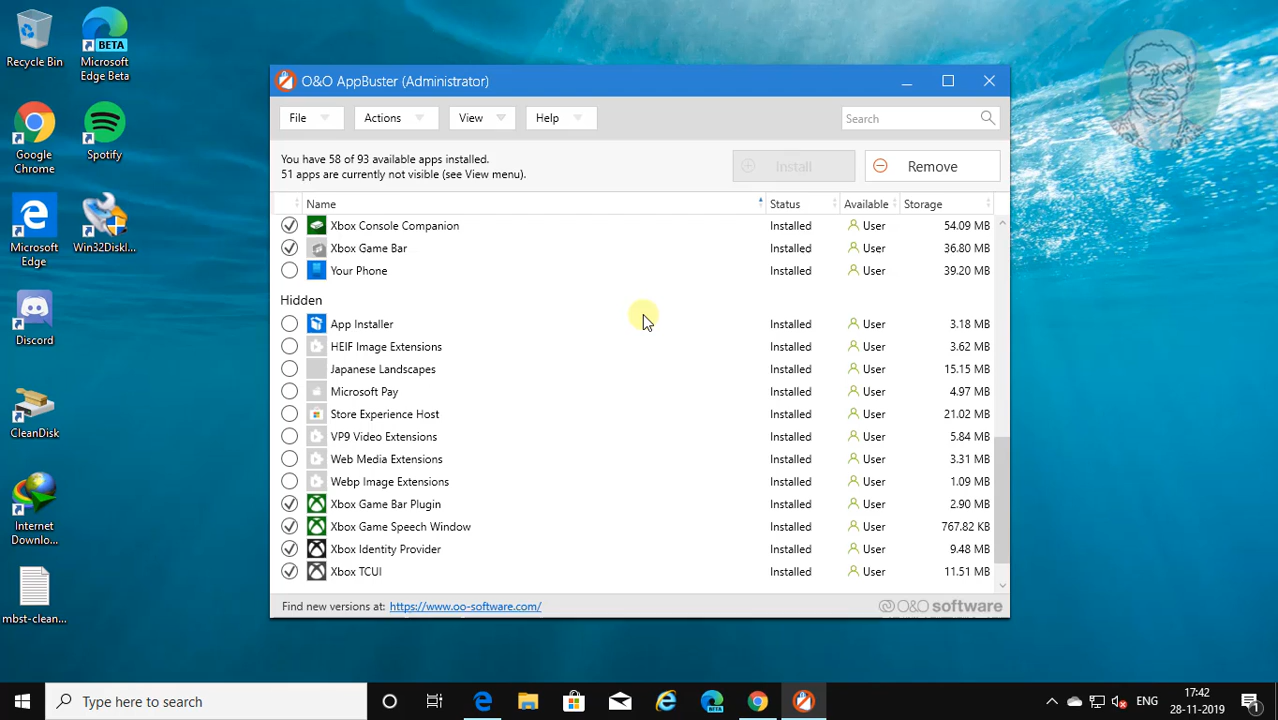 Recycle Bin
Microsoft
Edge Beta
BETA
Google
Chrome
Spotify
Microsoft
Edge
Win32DiskI...
Discord
CleanDisk
Internet
Downlo...
mbst-clean...
O&O AppBuster (Administrator)
File
Actions
View
Help
Search
You have 58 of 93 available apps installed.
51 apps are currently not visible (see View menu).
Install
Remove
Name Status Available Storage
Xbox Console Companion Installed User 54.09 MB
Xbox Game Bar Installed User 36.80 MB
Your Phone Installed User 39.20 MB
Hidden
App Installer Installed User 3.18 MB
HEIF Image Extensions Installed User 3.62 MB
Japanese Landscapes Installed User 15.15 MB
Microsoft Pay Installed User 4.97 MB
Store Experience Host Installed User 21.02 MB
VP9 Video Extensions Installed User 5.84 MB
Web Media Extensions Installed User 3.31 MB
Webp Image Extensions Installed User 1.09 MB
Xbox Game Bar Plugin Installed User 2.90 MB
Xbox Game Speech Window Installed User 767.82 KB
Xbox Identity Provider Installed User 9.48 MB
Xbox TCUI Installed User 11.51 MB
Find new versions at: https://www.oo-software.com/
O&O software
Type here to search
ENG
17:42
28-11-2019
1